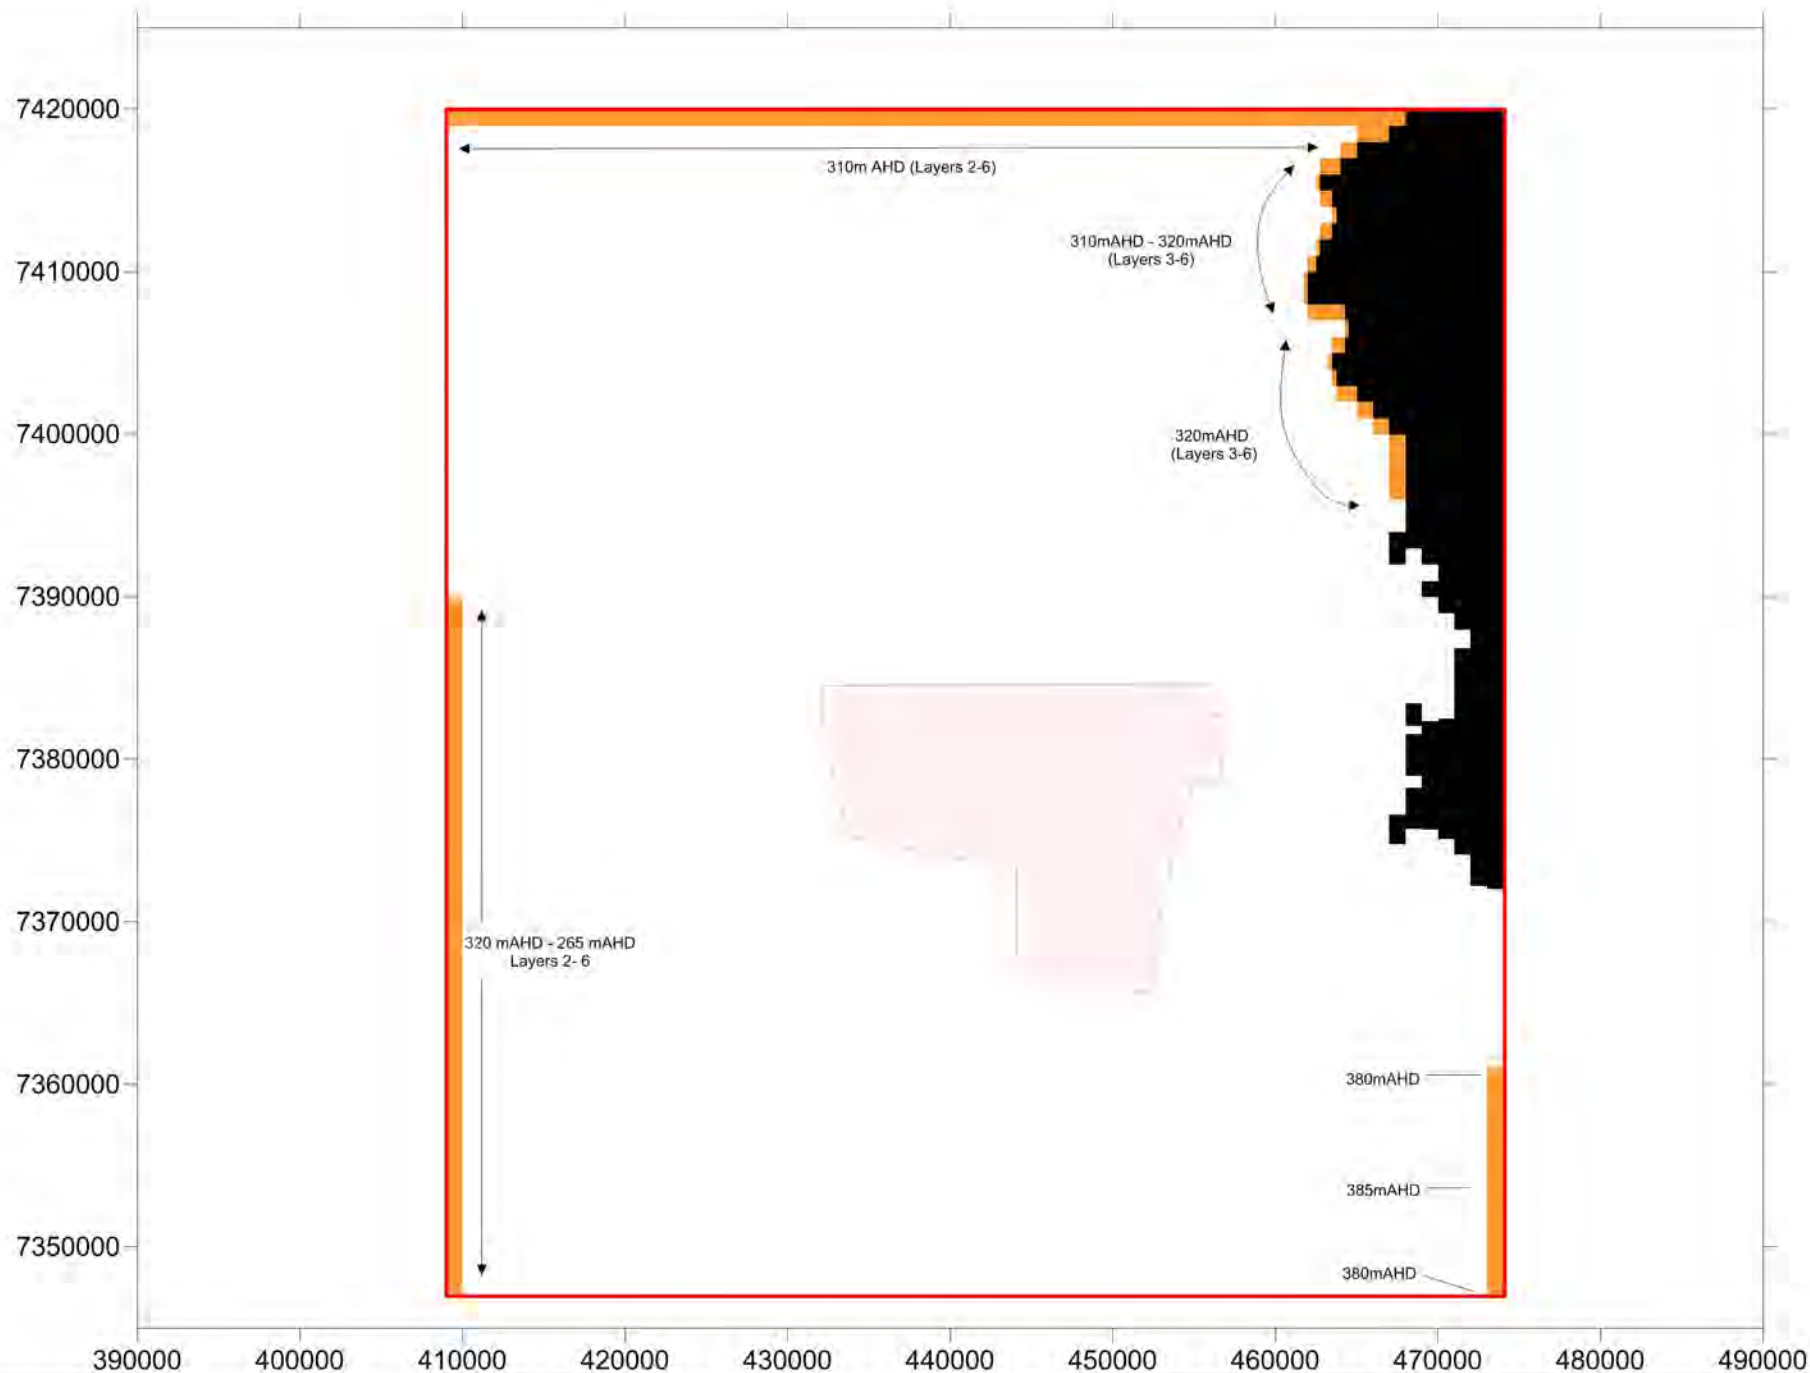 7420000
310m AHD (Layers 2-6)
310mAHD - 320mAHD
(Layers 3-6)
7410000
320mAHD
(Layers 3-6)
7400000
7390000
7380000
7370000
320 mAHD - 265 mAHD
Layers 2- 6
7360000
380mAHD
385mAHD
7350000
380mAHD
390000 400000 410000 420000 430000 440000 450000 460000 470000 480000 490000